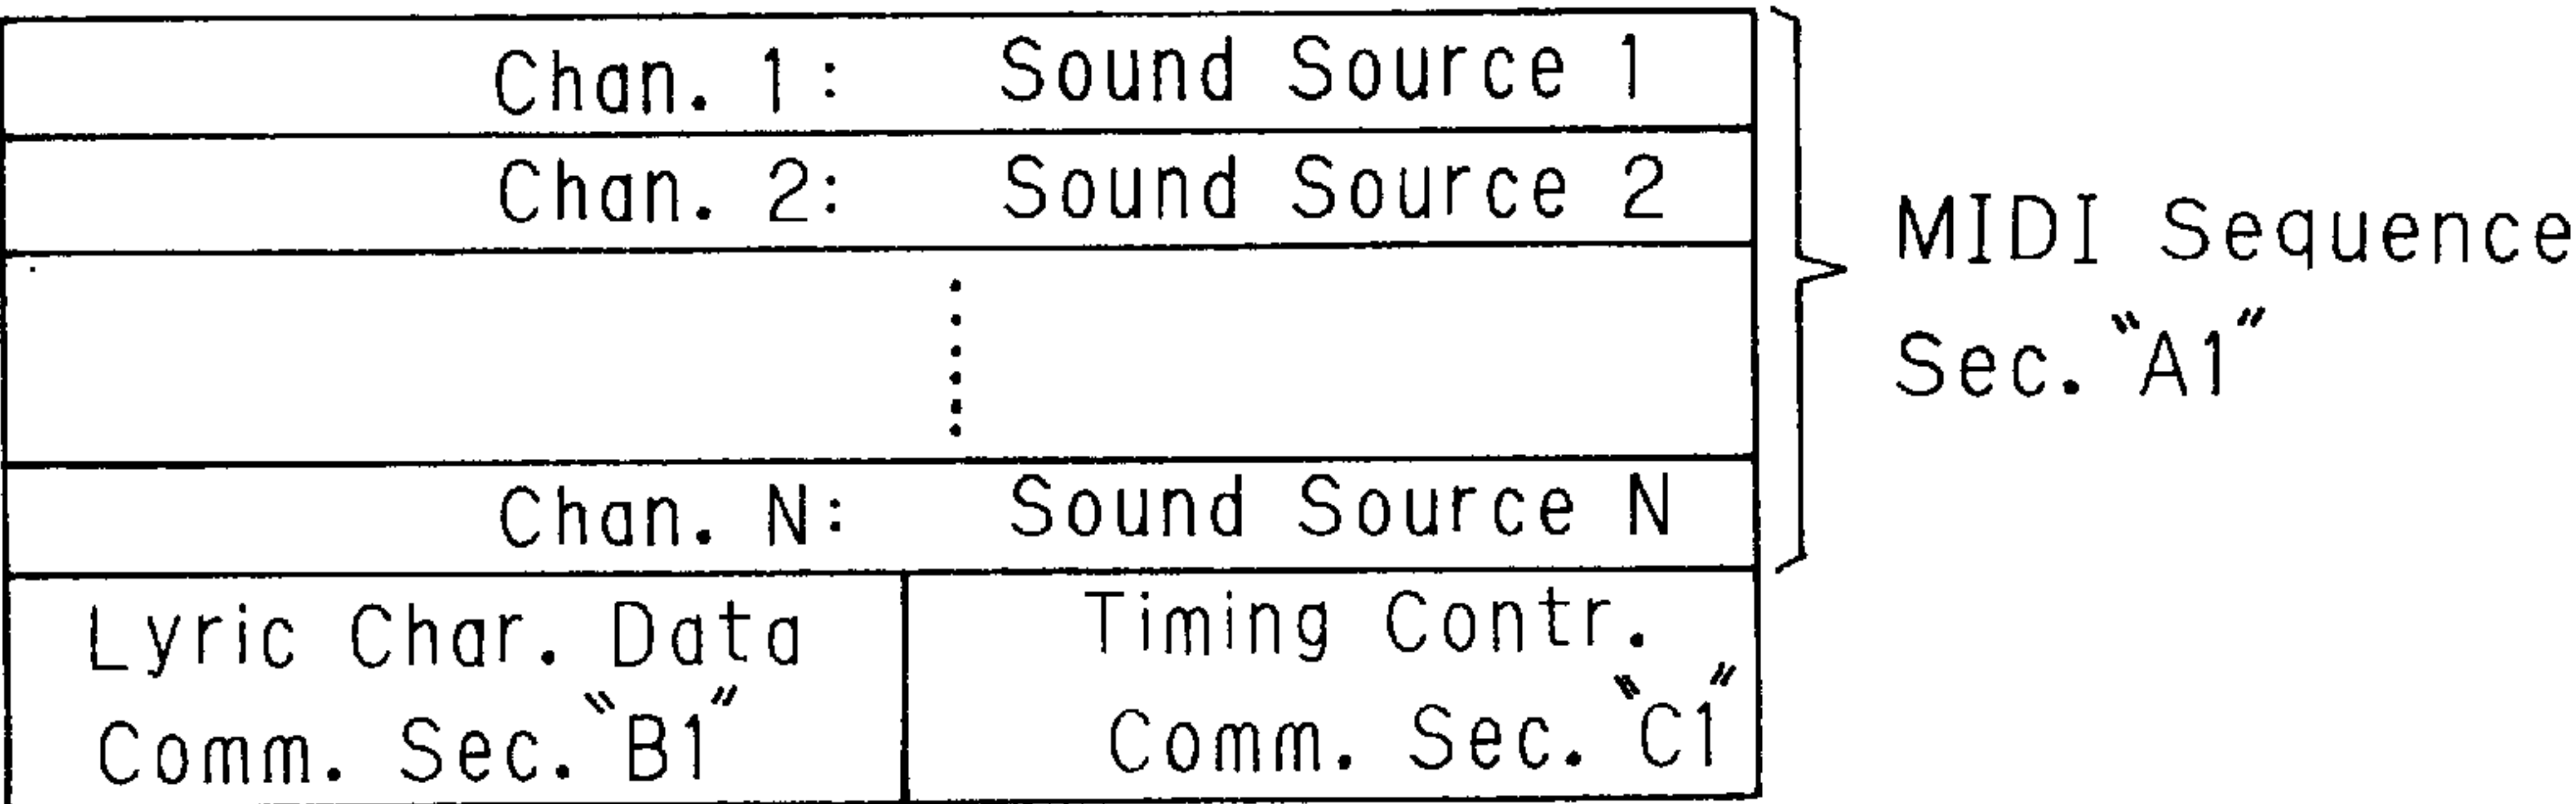 Chan. 1: Sound Source 1
Chan. 2: Sound Source 2
Chan. N: Sound Source N
MIDI Sequence
Sec. "A1"
Lyric Char. Data
Comm. Sec. "B1"
Timing Contr.
Comm. Sec. "C1"